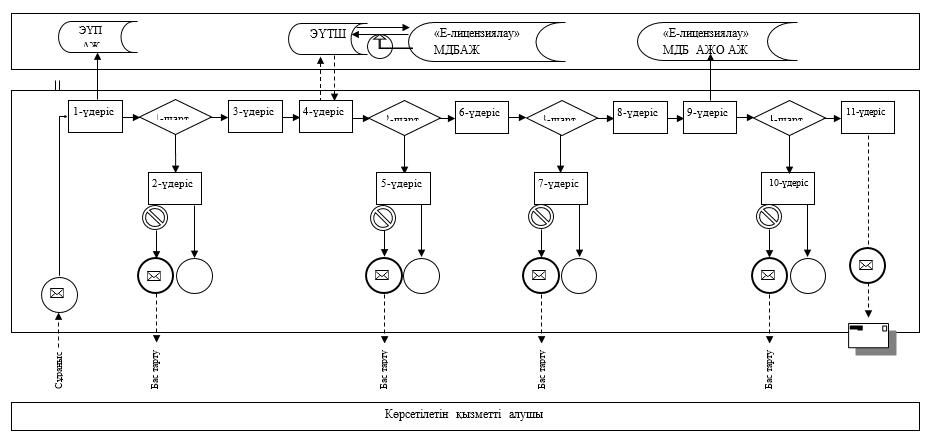 ЭҮП
АЖ
ЭҮТШ
«Е-лицензиялау»
МДБАЖ
«Е-лицензиялау»
МДБ АЖО АЖ
1-үдеріс
3-үдеріс
4-үдеріс
6-үдеріс
8-үдеріс
9-үдеріс
11-үдеріс
2-үдеріс
5-үдеріс
7-үдеріс
10-үдеріс
Сұраныс
Бас тарту
Бас тарту
Бас тарту
Бас тарту
Көрсетілетін қызметті алушы